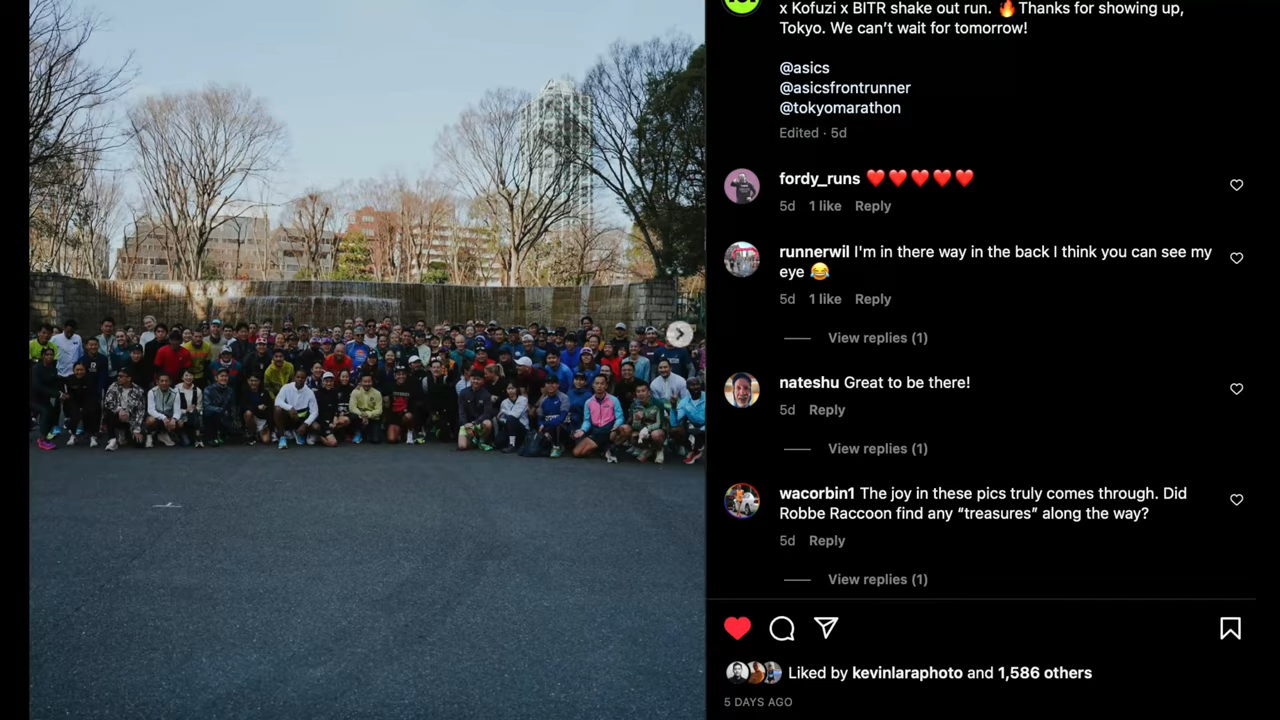 x Kofuzi x BITR shake out run. 🔥Thanks for showing up,
Tokyo. We can’t wait for tomorrow!
@asics
@asicsfrontrunner
@tokyomarathon
Edited · 5d
fordy_runs ❤️❤️❤️❤️❤️
5d 1 like Reply
runnerwil I'm in there way in the back I think you can see my
eye 😂
5d 1 like Reply
View replies (1)
nateshu Great to be there!
5d Reply
View replies (1)
wacorbin1 The joy in these pics truly comes through. Did
Robbe Raccoon find any “treasures” along the way?
5d Reply
View replies (1)
Liked by kevinlaraphoto and 1,586 others
5 DAYS AGO